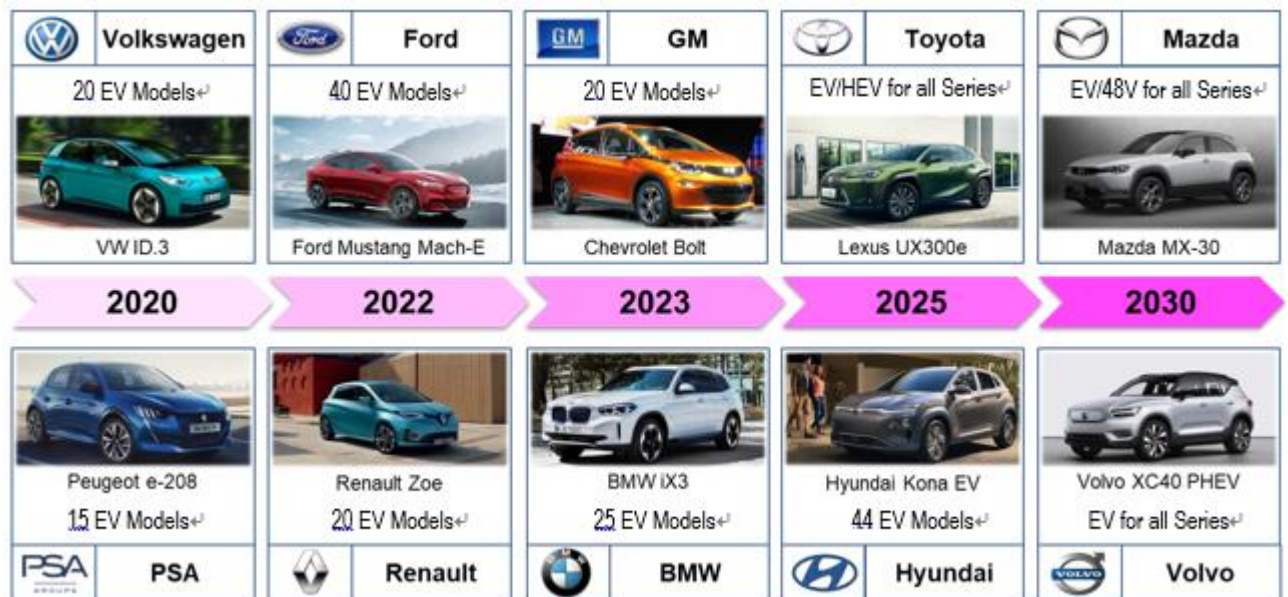 Volkswagen Ford GM GM Toyota Mazda
20 EV Models↵ 40 EV Models↵ 20 EV Models↵ EV/HEV for all Series↵ EV/48V for all Series↵
VW ID.3 Ford Mustang Mach-E Chevrolet Bolt Lexus UX300e Mazda MX-30
2020 2022 2023 2025 2030
Peugeot e-208 Renault Zoe BMW iX3 Hyundai Kona EV Volvo XC40 PHEV
15 EV Models↵ 20 EV Models↵ 25 EV Models↵ 44 EV Models↵ EV for all Series↵
PSA PSA Renault BMW Hyundai VOLVO Volvo
GROUPE